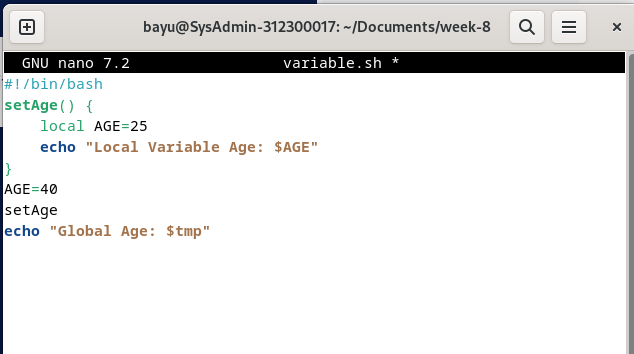 bayu@SysAdmin-312300017: ~/Documents/week-8
GNU nano 7.2 variable.sh *
#!/bin/bash
setAge() {
    local AGE=25
    echo "Local Variable Age: $AGE"
}
AGE=40
setAge
echo "Global Age: $tmp"